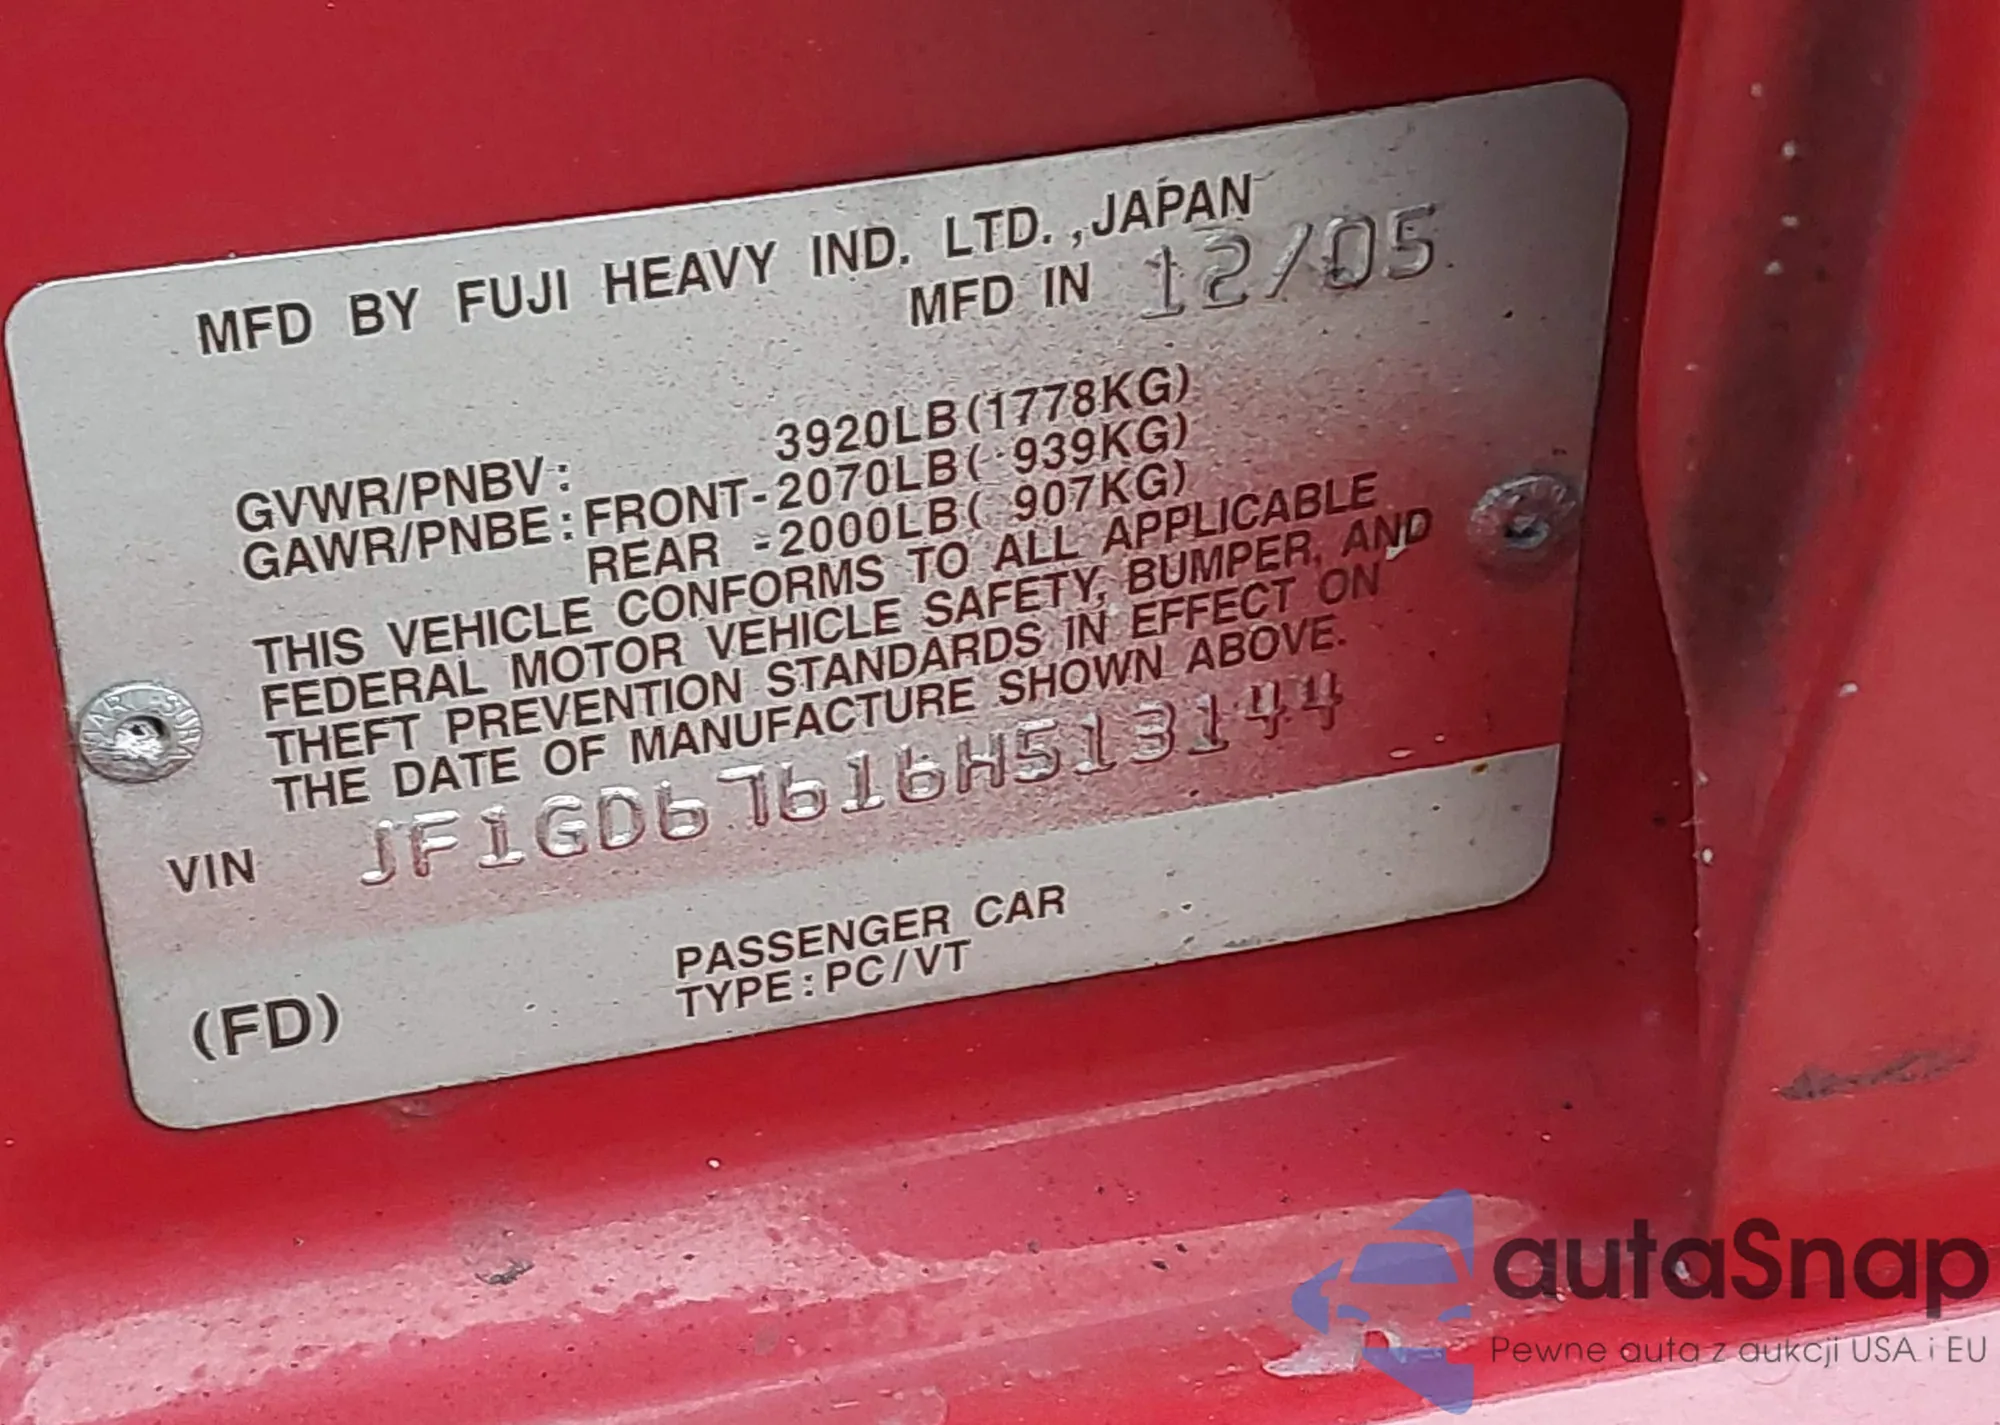 MFD BY FUJI HEAVY IND. LTD.,JAPAN
MFD IN 12/05
GVWR/PNBV: 3920LB(1778KG)
GAWR/PNBE:FRONT-2070LB( 939KG)
REAR -2000LB( 907KG)
THIS VEHICLE CONFORMS TO ALL APPLICABLE
FEDERAL MOTOR VEHICLE SAFETY, BUMPER, AND
THEFT PREVENTION STANDARDS IN EFFECT ON
THE DATE OF MANUFACTURE SHOWN ABOVE.
VIN JF1GD67616H513144
PASSENGER CAR
(FD) TYPE:PC/VT
autaSnap
Pewne auta z aukcji USA i EU